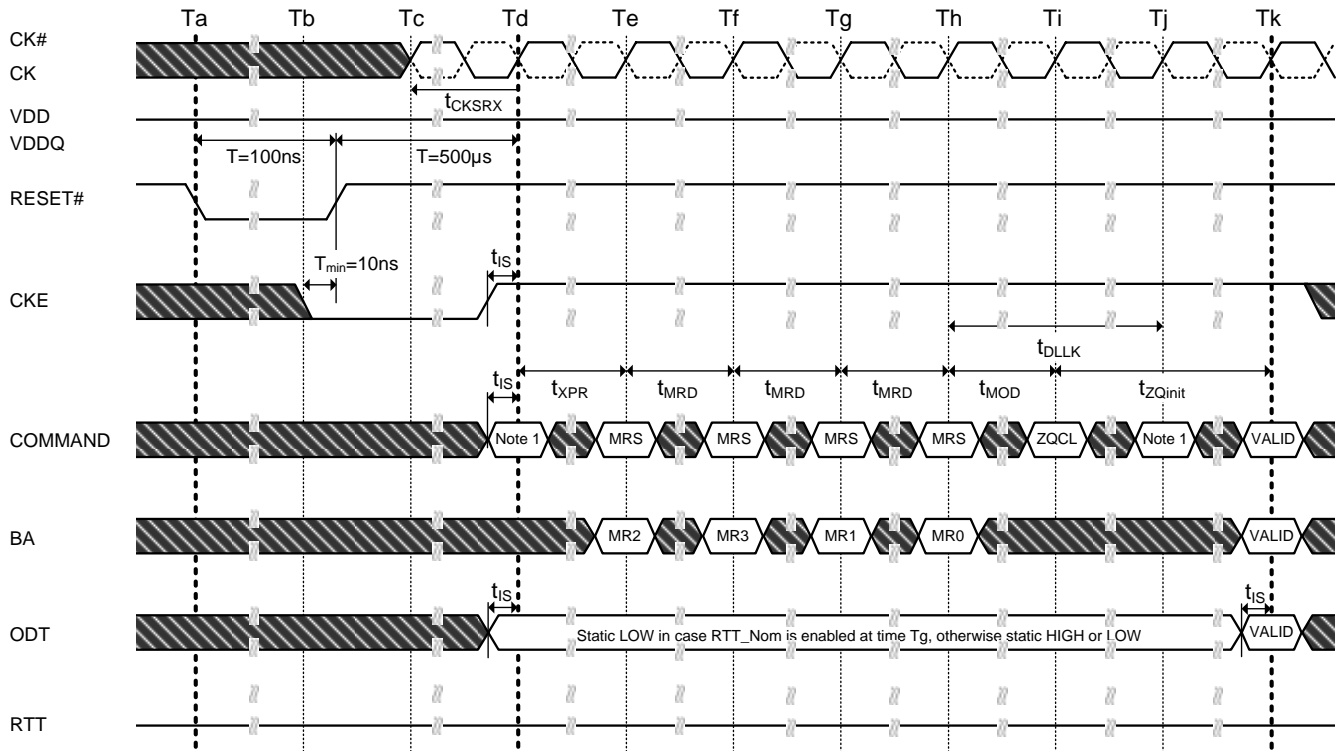 Ta Tb Tc Td Te Tf Tg Th Ti Tj Tk
CK#
CK
tCKSRX
VDD
VDDQ
T=100ns T=500µs
RESET#
Tmin=10ns tIS
CKE
tDLLK
tIS tXPR tMRD tMRD tMRD tMOD tZQinit
COMMAND Note 1 MRS MRS MRS MRS ZQCL Note 1 VALID
BA MR2 MR3 MR1 MR0 VALID
tIS tIS
ODT Static LOW in case RTT_Nom is enabled at time Tg, otherwise static HIGH or LOW VALID
RTT